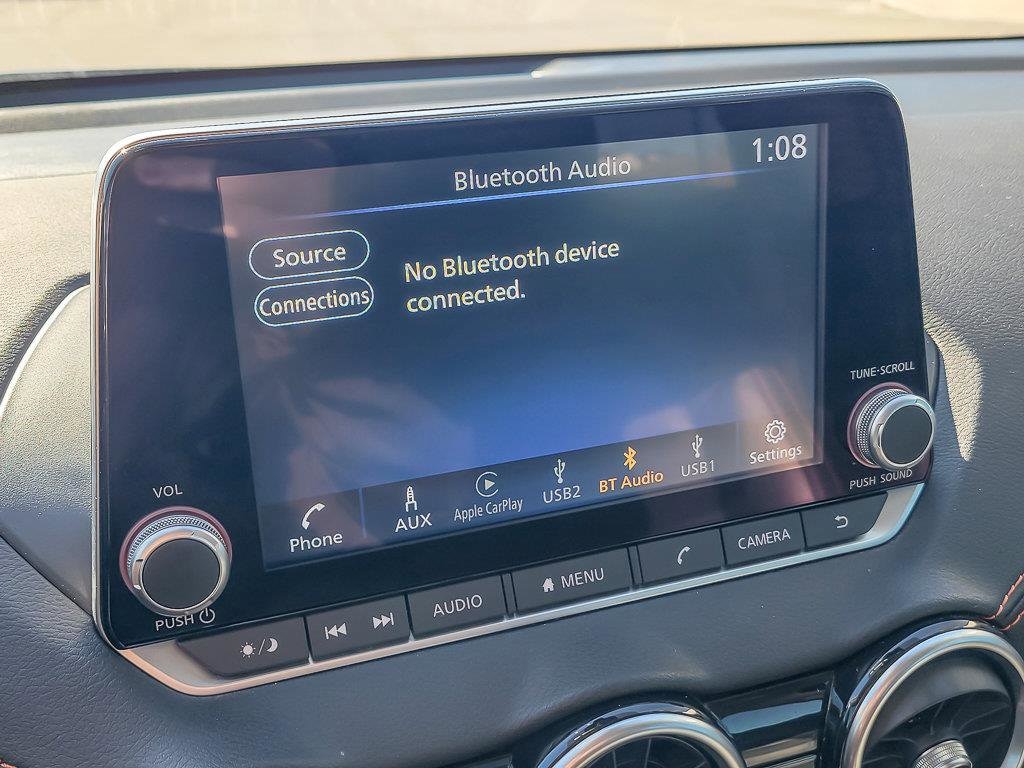 Bluetooth Audio
1:08
Source
No Bluetooth device
connected.
Connections
Phone
AUX
Apple CarPlay
USB2
BT Audio
USB1
Settings
VOL
PUSH
TUNE·SCROLL
PUSH SOUND
AUDIO
MENU
CAMERA